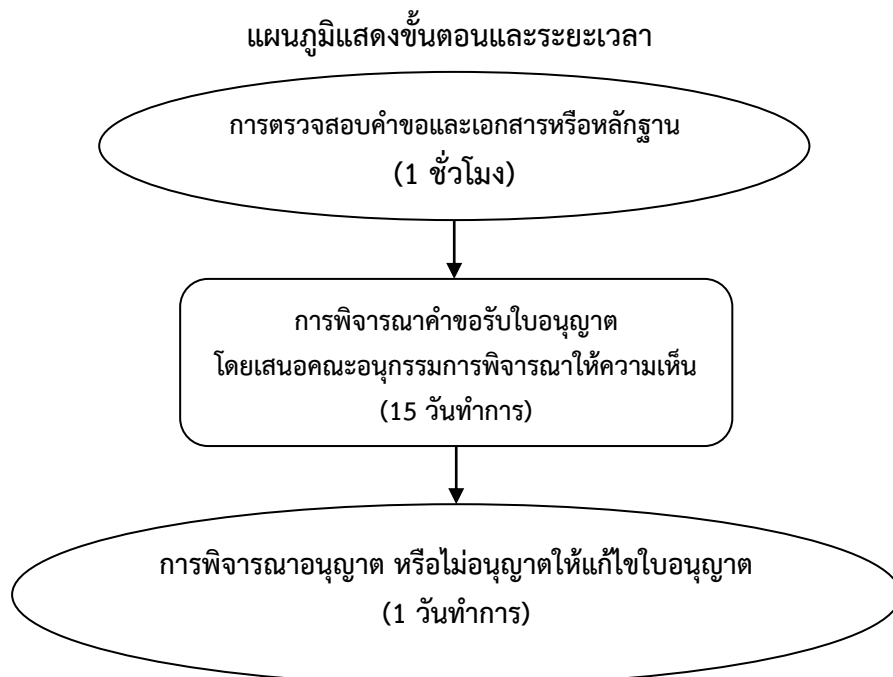 แผนภูมิแสดงขั้นตอนและระยะเวลา
การตรวจสอบคำขอและเอกสารหรือหลักฐาน
(1 ชั่วโมง)
การพิจารณาคำขอรับใบอนุญาต
โดยเสนอคณะอนุกรรมการพิจารณาให้ความเห็น
(15 วันทำการ)
การพิจารณาอนุญาต หรือไม่อนุญาตให้แก้ไขใบอนุญาต
(1 วันทำการ)